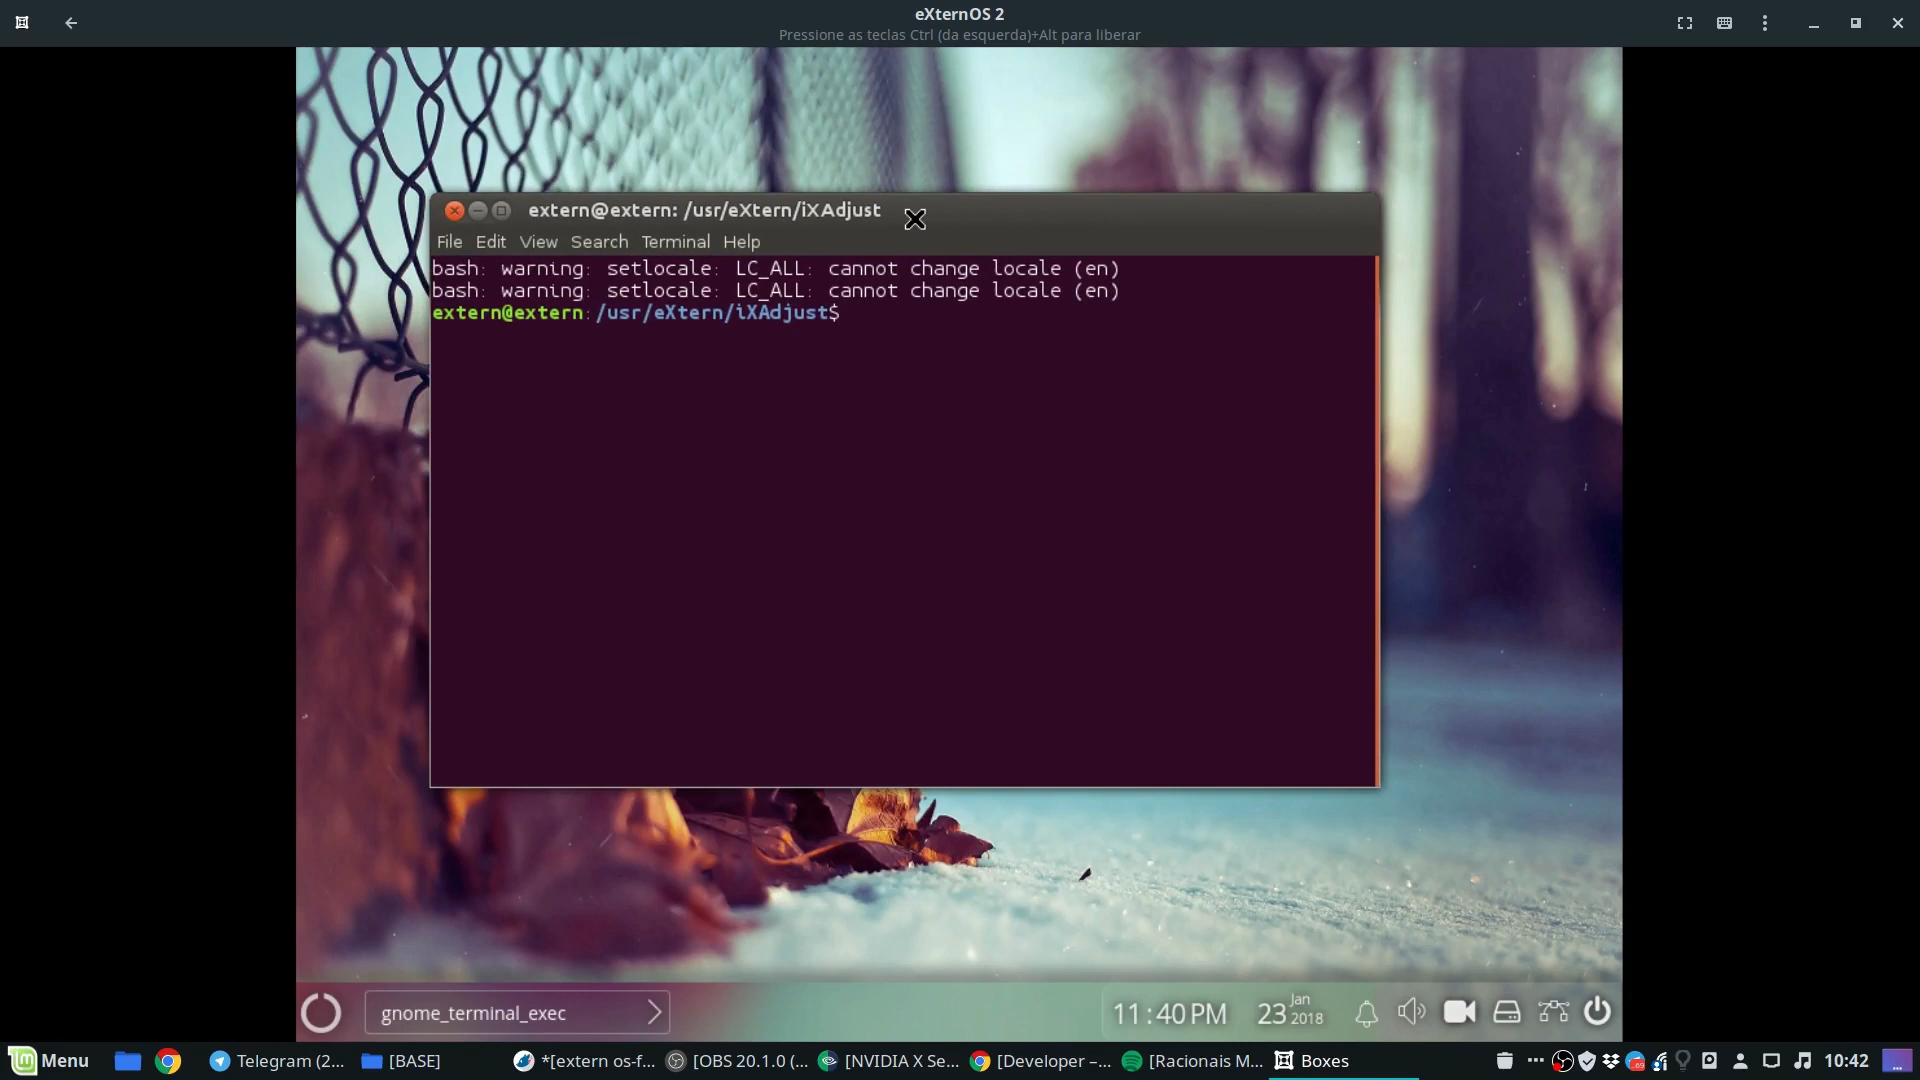 eXternOS 2
Pressione as teclas Ctrl (da esquerda)+Alt para liberar
extern@extern: /usr/eXtern/iXAdjust
File Edit View Search Terminal Help
bash: warning: setlocale: LC_ALL: cannot change locale (en)
bash: warning: setlocale: LC_ALL: cannot change locale (en)
extern@extern:/usr/eXtern/iXAdjust$
gnome_terminal_exec
11:40 PM
23 Jan 2018
Menu
Telegram (2...
[BASE]
*[extern os-f...
[OBS 20.1.0 (...
[NVIDIA X Se...
[Developer –...
[Racionais M...
Boxes
10:42